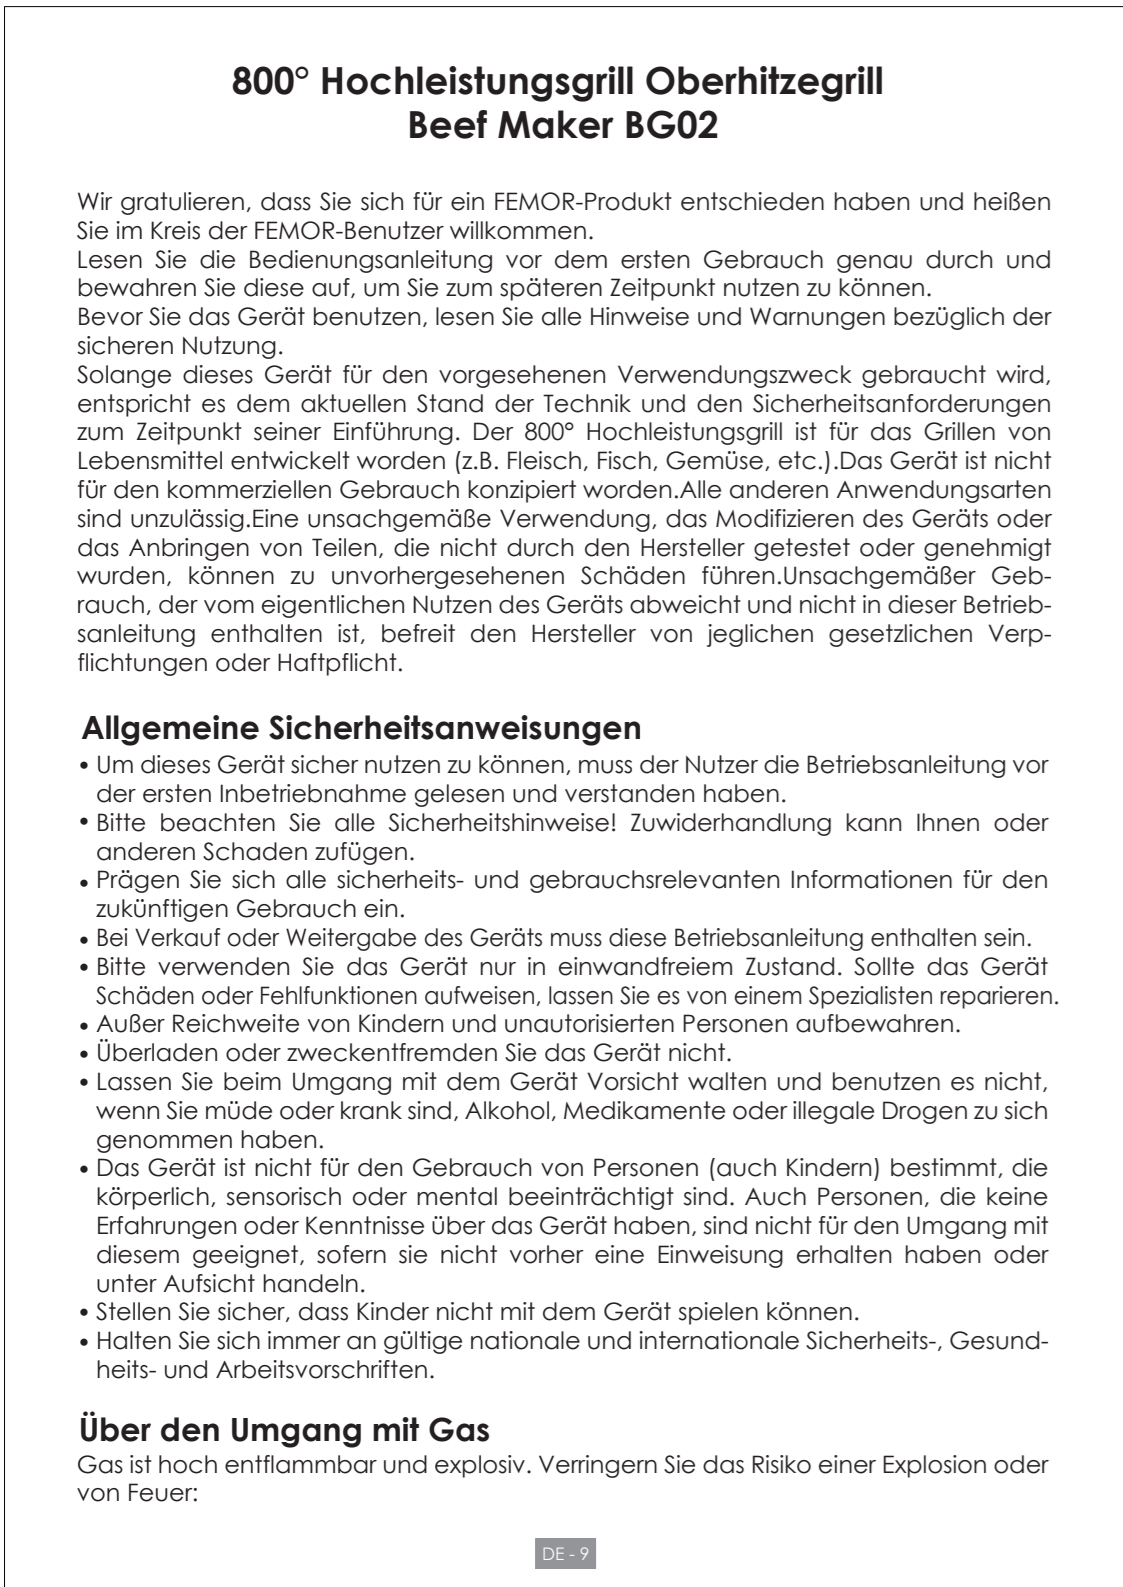 800° Hochleistungsgrill Oberhitzegrill
Beef Maker BG02
Wir gratulieren, dass Sie sich für ein FEMOR-Produkt entschieden haben und heißen
Sie im Kreis der FEMOR-Benutzer willkommen.
Lesen Sie die Bedienungsanleitung vor dem ersten Gebrauch genau durch und
bewahren Sie diese auf, um Sie zum späteren Zeitpunkt nutzen zu können.
Bevor Sie das Gerät benutzen, lesen Sie alle Hinweise und Warnungen bezüglich der
sicheren Nutzung.
Solange dieses Gerät für den vorgesehenen Verwendungszweck gebraucht wird,
entspricht es dem aktuellen Stand der Technik und den Sicherheitsanforderungen
zum Zeitpunkt seiner Einführung. Der 800° Hochleistungsgrill ist für das Grillen von
Lebensmittel entwickelt worden (z.B. Fleisch, Fisch, Gemüse, etc.).Das Gerät ist nicht
für den kommerziellen Gebrauch konzipiert worden.Alle anderen Anwendungsarten
sind unzulässig.Eine unsachgemäße Verwendung, das Modifizieren des Geräts oder
das Anbringen von Teilen, die nicht durch den Hersteller getestet oder genehmigt
wurden, können zu unvorhergesehenen Schäden führen.Unsachgemäßer Geb-
rauch, der vom eigentlichen Nutzen des Geräts abweicht und nicht in dieser Betrieb-
sanleitung enthalten ist, befreit den Hersteller von jeglichen gesetzlichen Verp-
flichtungen oder Haftpflicht.
Allgemeine Sicherheitsanweisungen
• Um dieses Gerät sicher nutzen zu können, muss der Nutzer die Betriebsanleitung vor
der ersten Inbetriebnahme gelesen und verstanden haben.
• Bitte beachten Sie alle Sicherheitshinweise! Zuwiderhandlung kann Ihnen oder
anderen Schaden zufügen.
• Prägen Sie sich alle sicherheits- und gebrauchsrelevanten Informationen für den
zukünftigen Gebrauch ein.
• Bei Verkauf oder Weitergabe des Geräts muss diese Betriebsanleitung enthalten sein.
• Bitte verwenden Sie das Gerät nur in einwandfreiem Zustand. Sollte das Gerät
Schäden oder Fehlfunktionen aufweisen, lassen Sie es von einem Spezialisten reparieren.
• Außer Reichweite von Kindern und unautorisierten Personen aufbewahren.
• Überladen oder zweckentfremden Sie das Gerät nicht.
• Lassen Sie beim Umgang mit dem Gerät Vorsicht walten und benutzen es nicht,
wenn Sie müde oder krank sind, Alkohol, Medikamente oder illegale Drogen zu sich
genommen haben.
• Das Gerät ist nicht für den Gebrauch von Personen (auch Kindern) bestimmt, die
körperlich, sensorisch oder mental beeinträchtigt sind. Auch Personen, die keine
Erfahrungen oder Kenntnisse über das Gerät haben, sind nicht für den Umgang mit
diesem geeignet, sofern sie nicht vorher eine Einweisung erhalten haben oder
unter Aufsicht handeln.
• Stellen Sie sicher, dass Kinder nicht mit dem Gerät spielen können.
• Halten Sie sich immer an gültige nationale und internationale Sicherheits-, Gesund-
heits- und Arbeitsvorschriften.
Über den Umgang mit Gas
Gas ist hoch entflammbar und explosiv. Verringern Sie das Risiko einer Explosion oder
von Feuer:
DE - 9